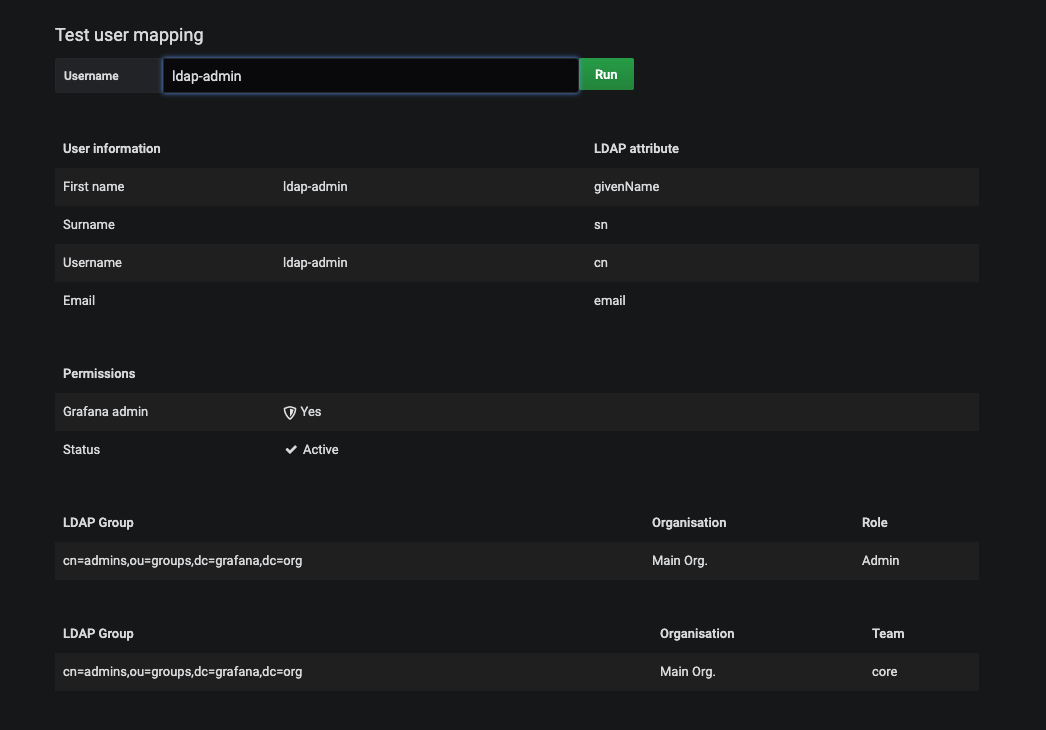 Test user mapping
Username ldap-admin Run
User information LDAP attribute
First name ldap-admin givenName
Surname sn
Username ldap-admin cn
Email email
Permissions
Grafana admin Yes
Status Active
LDAP Group Organisation Role
cn=admins,ou=groups,dc=grafana,dc=org Main Org. Admin
LDAP Group Organisation Team
cn=admins,ou=groups,dc=grafana,dc=org Main Org. core